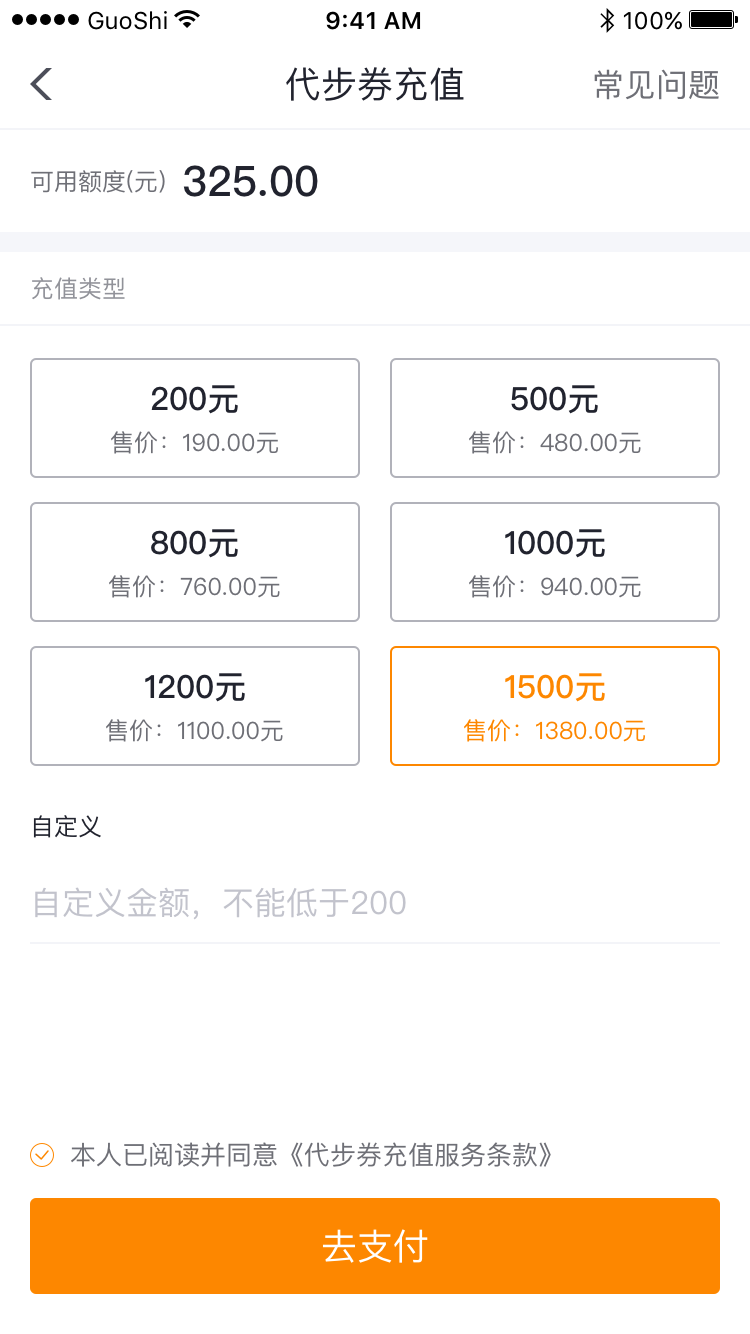 GuoShi 9:41 AM 100%
代步券充值 常见问题
可用额度(元) 325.00
充值类型
200元 500元
售价：190.00元 售价：480.00元
800元 1000元
售价：760.00元 售价：940.00元
1200元 1500元
售价：1100.00元 售价：1380.00元
自定义
自定义金额，不能低于200
本人已阅读并同意《代步券充值服务条款》
去支付